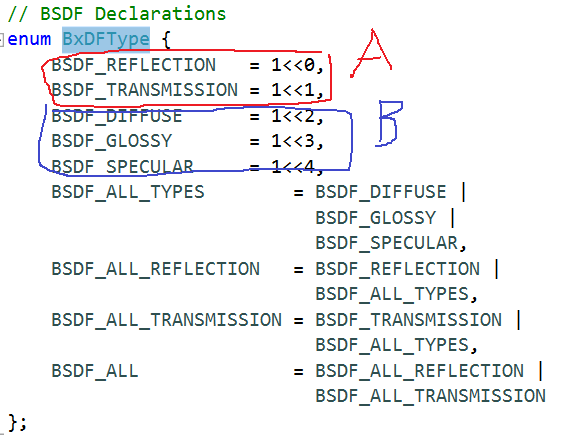 // BSDF Declarations
enum BxDFType {
BSDF_REFLECTION = 1<<0,
BSDF_TRANSMISSION = 1<<1,
A
BSDF_DIFFUSE = 1<<2,
BSDF_GLOSSY = 1<<3,
BSDF_SPECULAR = 1<<4,
B
BSDF_ALL_TYPES = BSDF_DIFFUSE |
BSDF_GLOSSY |
BSDF_SPECULAR,
BSDF_ALL_REFLECTION = BSDF_REFLECTION |
BSDF_ALL_TYPES,
BSDF_ALL_TRANSMISSION = BSDF_TRANSMISSION |
BSDF_ALL_TYPES,
BSDF_ALL = BSDF_ALL_REFLECTION |
BSDF_ALL_TRANSMISSION
};